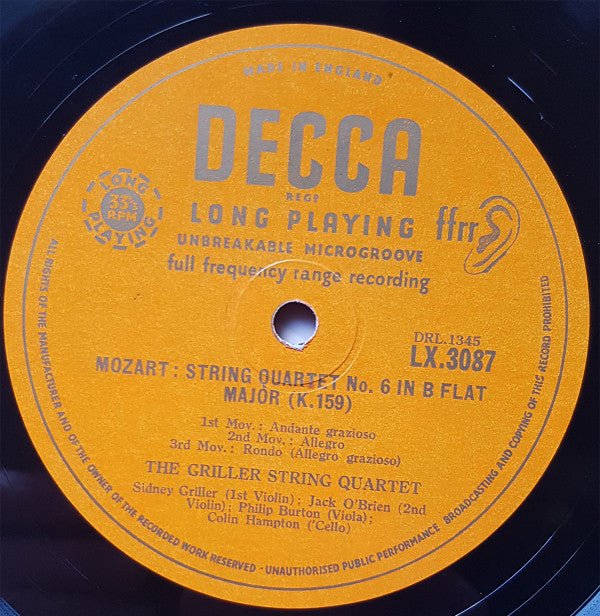 MADE IN ENGLAND
DECCA
REGD
LONG PLAYING
33⅓ RPM
LONG PLAYING
ffrr
UNBREAKABLE MICROGROOVE
full frequency range recording
DRL.1345
LX.3087
MOZART: STRING QUARTET No. 6 IN B FLAT
MAJOR (K.159)
1st Mov.: Andante grazioso
2nd Mov.: Allegro
3rd Mov.: Rondo (Allegro grazioso)
THE GRILLER STRING QUARTET
Sidney Griller (1st Violin); Jack O'Brien (2nd
Violin); Philip Burton (Viola);
Colin Hampton ('Cello)
ALL RIGHTS OF THE MANUFACTURER AND OF THE OWNER OF THE RECORDED WORK RESERVED · UNAUTHORISED PUBLIC PERFORMANCE BROADCASTING AND COPYING OF THIS RECORD PROHIBITED